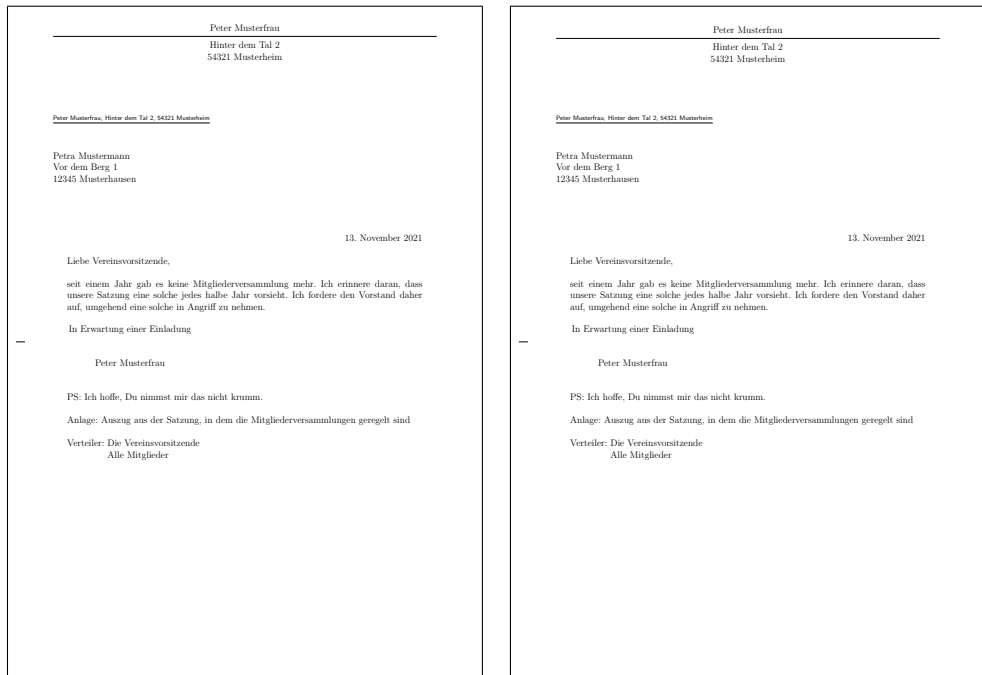 Peter Musterfrau
Hinter dem Tal 2
54321 Musterheim
Peter Musterfrau, Hinter dem Tal 2, 54321 Musterheim
Petra Mustermann
Vor dem Berg 1
12345 Musterhausen
13. November 2021
Liebe Vereinsvorsitzende,
seit einem Jahr gab es keine Mitgliederversammlung mehr. Ich erinnere daran, dass
unsere Satzung eine solche jedes halbe Jahr vorsieht. Ich fordere den Vorstand daher
auf, umgehend eine solche in Angriff zu nehmen.
In Erwartung einer Einladung
Peter Musterfrau
PS: Ich hoffe, Du nimmst mir das nicht krumm.
Anlage: Auszug aus der Satzung, in dem die Mitgliederversammlungen geregelt sind
Verteiler: Die Vereinsvorsitzende
Alle Mitglieder
Peter Musterfrau
Hinter dem Tal 2
54321 Musterheim
Peter Musterfrau, Hinter dem Tal 2, 54321 Musterheim
Petra Mustermann
Vor dem Berg 1
12345 Musterhausen
13. November 2021
Liebe Vereinsvorsitzende,
seit einem Jahr gab es keine Mitgliederversammlung mehr. Ich erinnere daran, dass
unsere Satzung eine solche jedes halbe Jahr vorsieht. Ich fordere den Vorstand daher
auf, umgehend eine solche in Angriff zu nehmen.
In Erwartung einer Einladung
Peter Musterfrau
PS: Ich hoffe, Du nimmst mir das nicht krumm.
Anlage: Auszug aus der Satzung, in dem die Mitgliederversammlungen geregelt sind
Verteiler: Die Vereinsvorsitzende
Alle Mitglieder